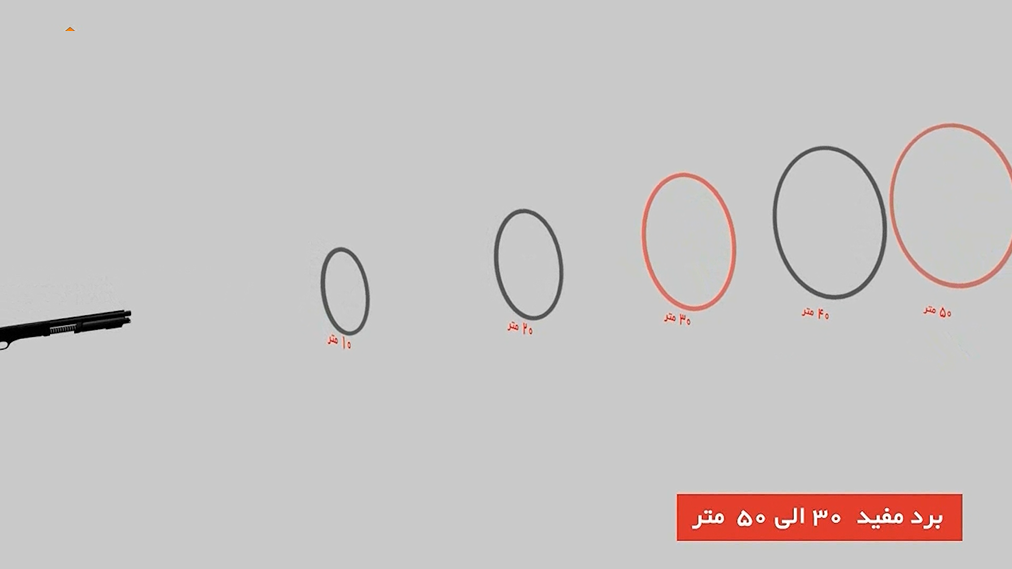 ۱۰ متر
۲۰ متر
۳۰ متر
۴۰ متر
۵۰ متر
برد مفید ۳۰ الی ۵۰ متر